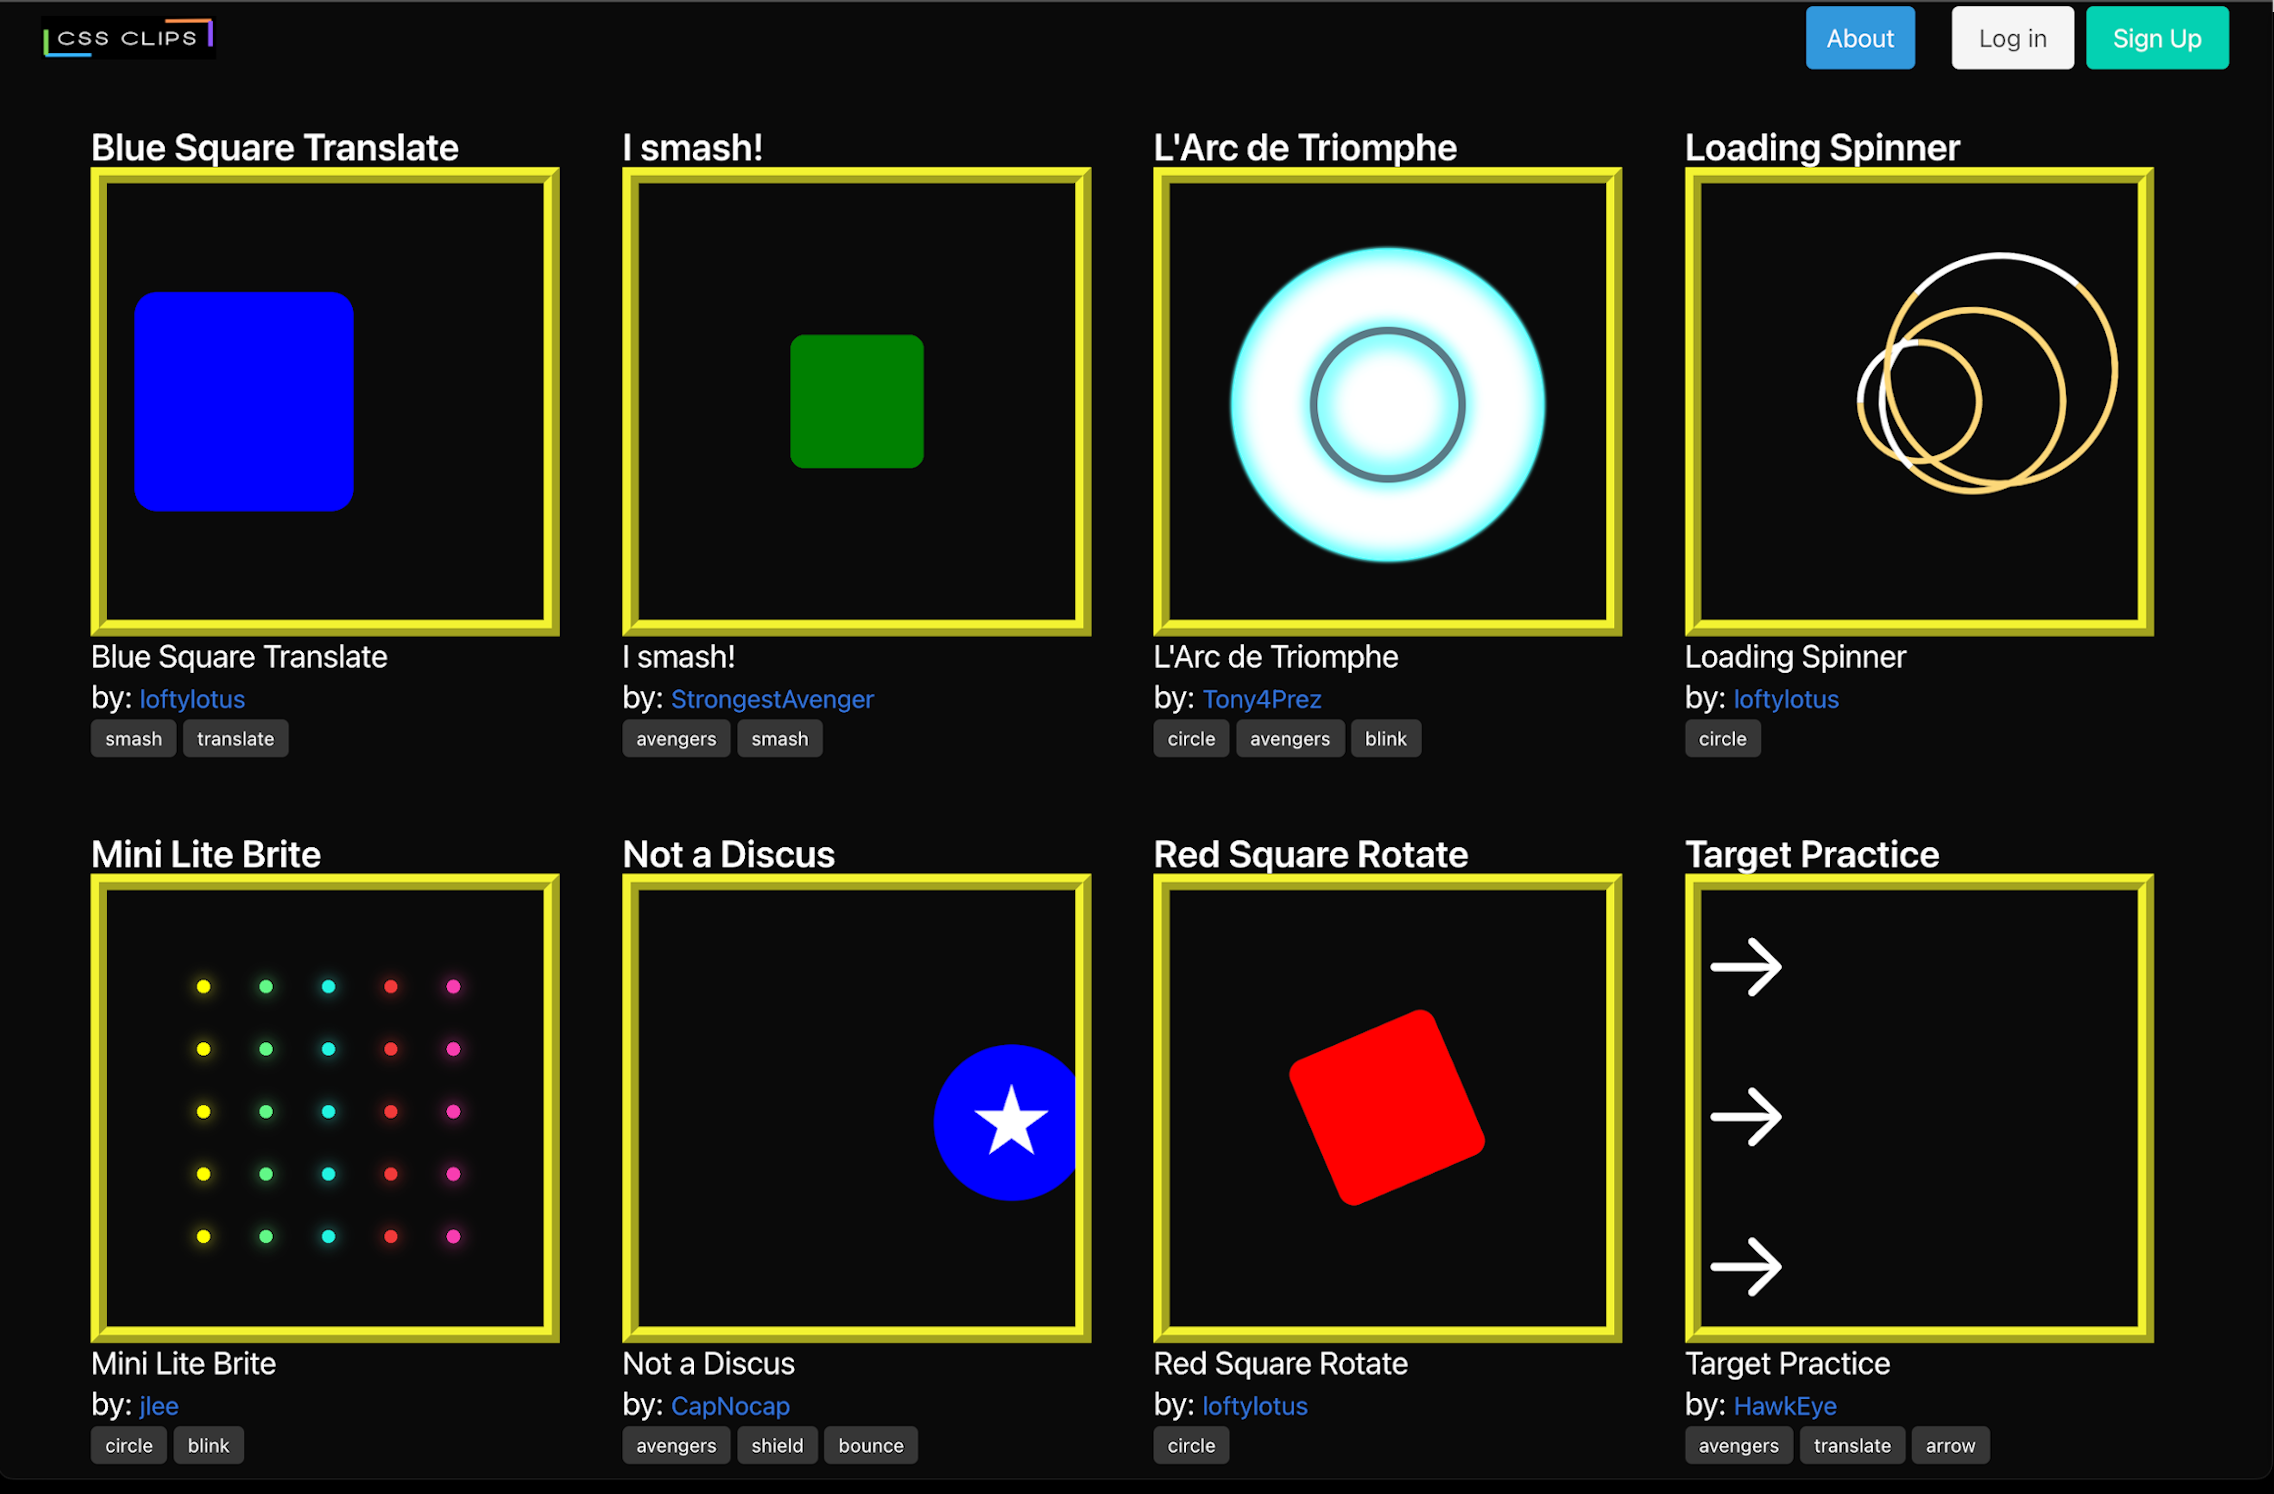 CSS CLIPS
About
Log in
Sign Up
Blue Square Translate
I smash!
L'Arc de Triomphe
Loading Spinner
Blue Square Translate
by: loftylotus
smash translate
I smash!
by: StrongestAvenger
avengers smash
L'Arc de Triomphe
by: Tony4Prez
circle avengers blink
Loading Spinner
by: loftylotus
circle
Mini Lite Brite
Not a Discus
Red Square Rotate
Target Practice
Mini Lite Brite
by: jlee
circle blink
Not a Discus
by: CapNocap
avengers shield bounce
Red Square Rotate
by: loftylotus
circle
Target Practice
by: HawkEye
avengers translate arrow